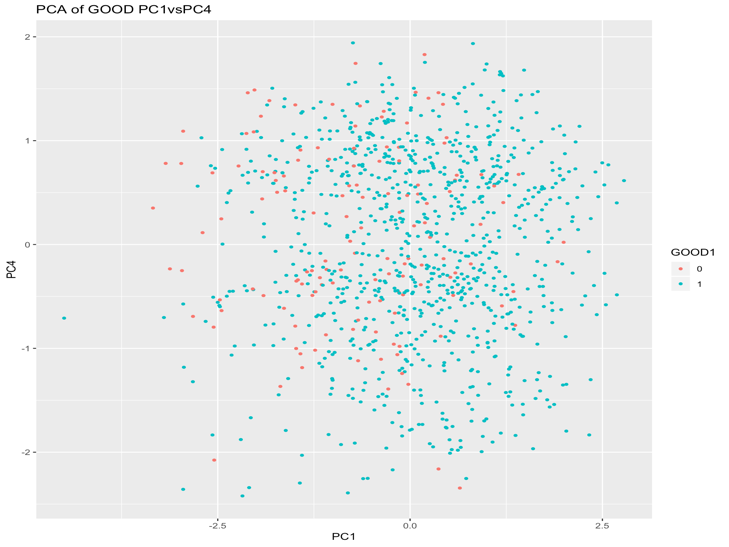 PCA of GOOD PC1vsPC4
2
1
0
-1
-2
PC4
-2.5
0.0
2.5
PC1
GOOD1
0
1